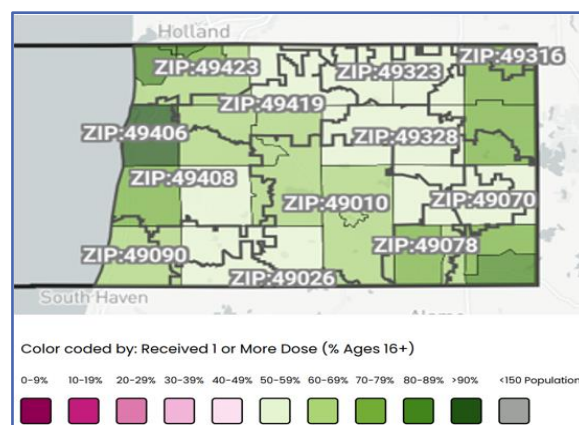 Holland
ZIP:49423
ZIP:49323
ZIP:49316
ZIP:49419
ZIP:49406
ZIP:49328
ZIP:49408
ZIP:49010
ZIP:49070
ZIP:49090
ZIP:49078
ZIP:49026
South Haven
Color coded by: Received 1 or More Dose (% Ages 16+)
0-9% 10-19% 20-29% 30-39% 40-49% 50-59% 60-69% 70-79% 80-89% >90% <150 Population